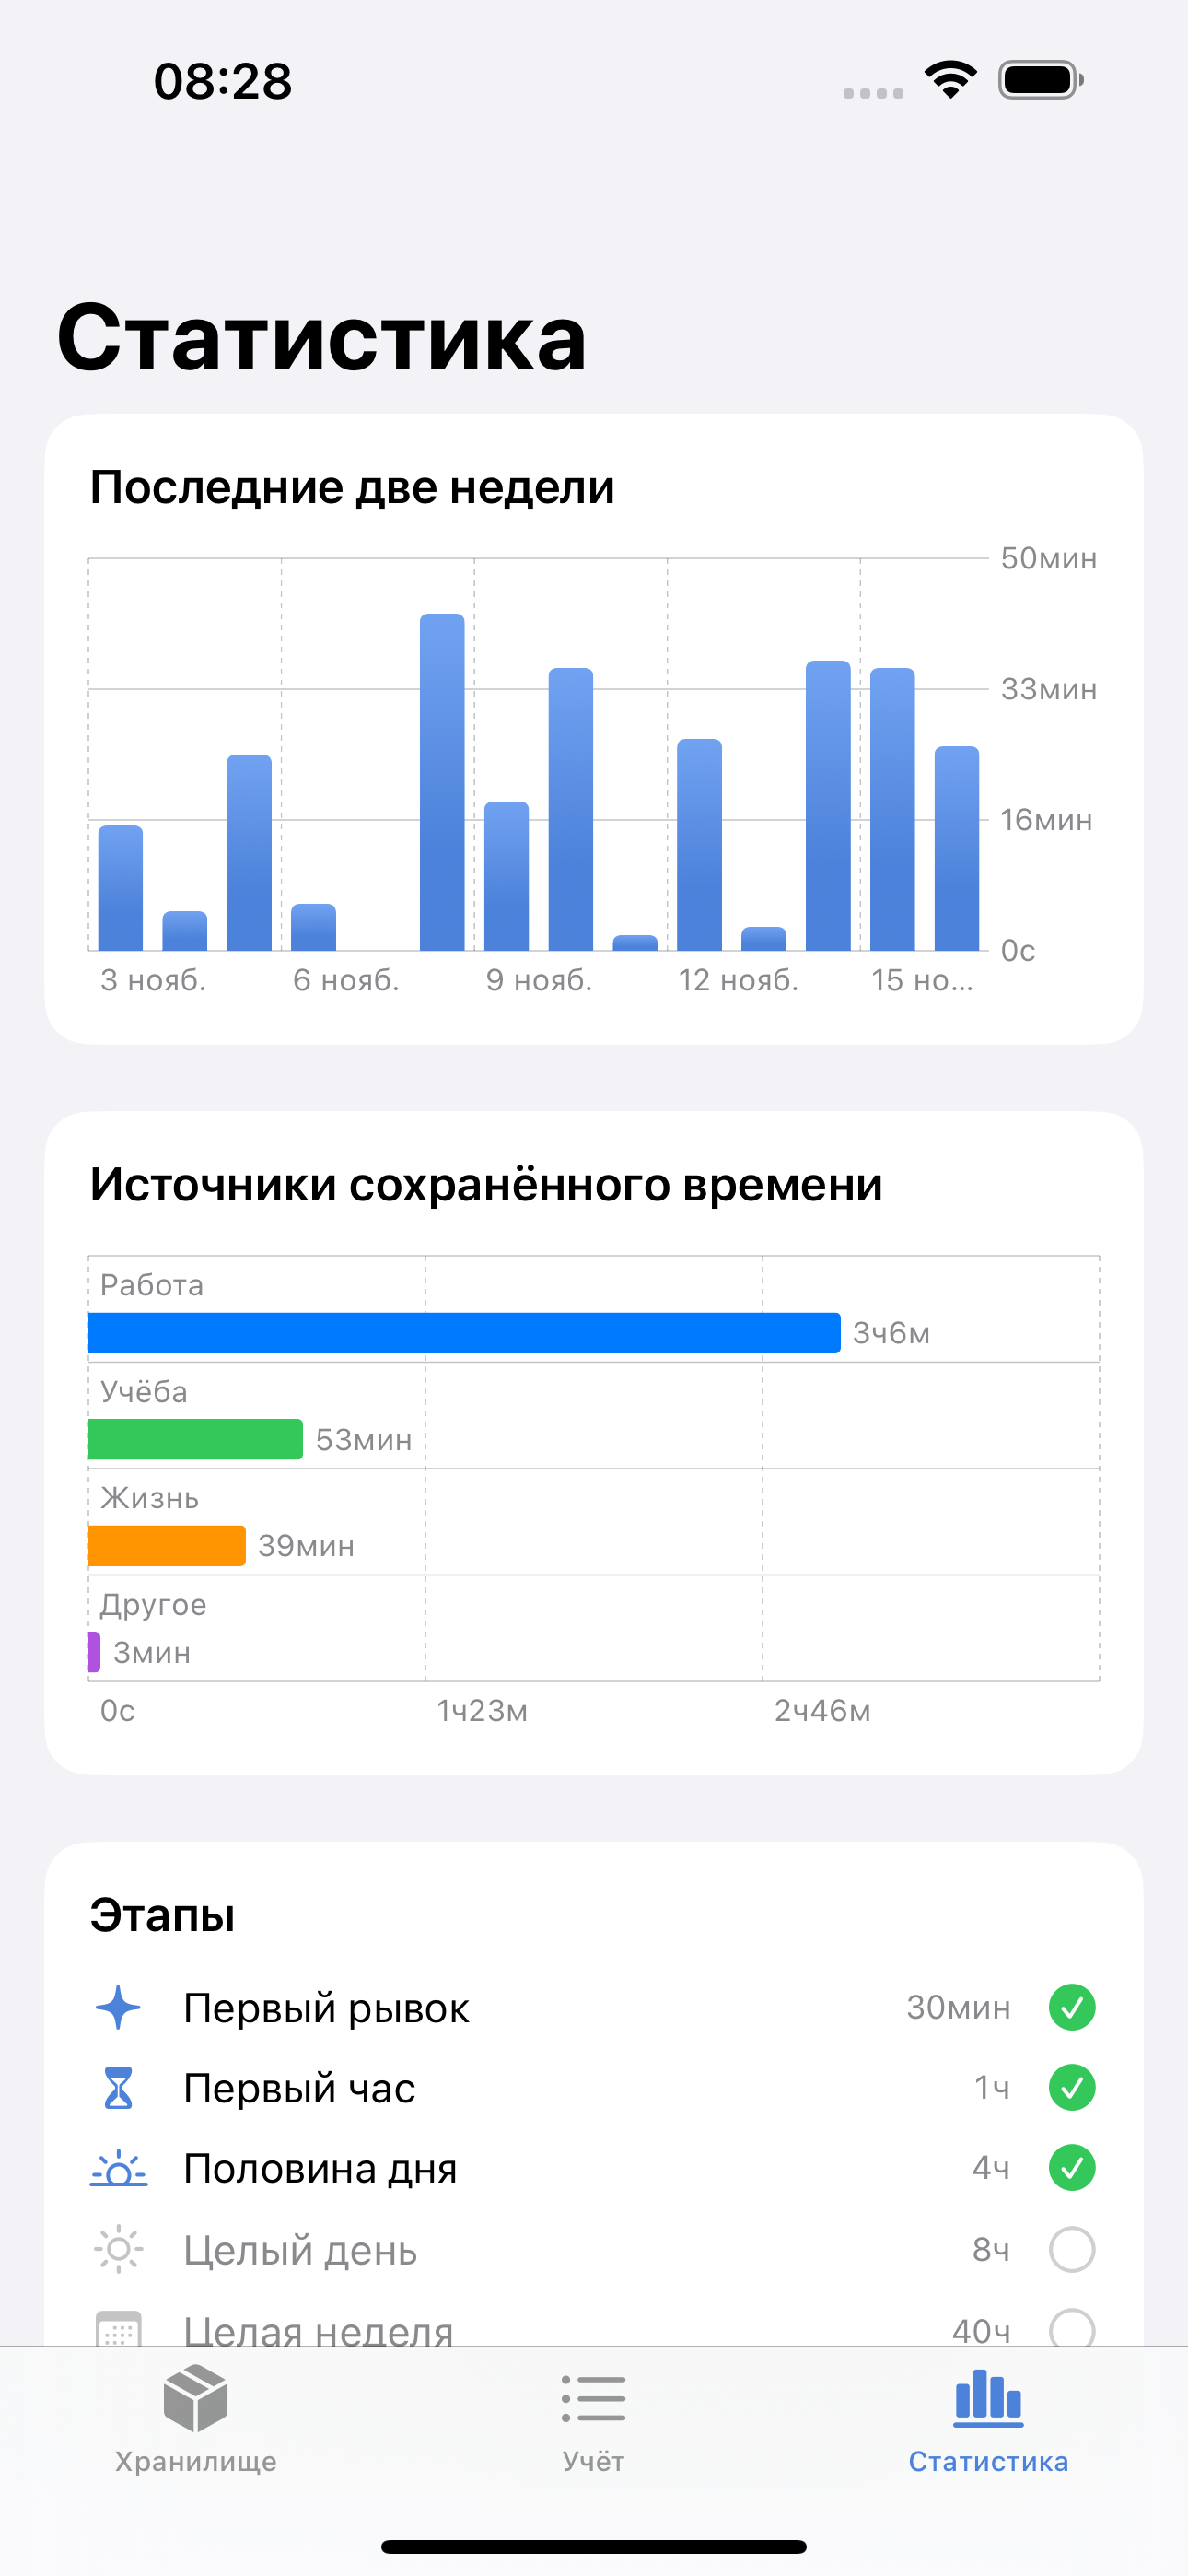 08:28
Статистика
Последние две недели
50мин
33мин
16мин
0с
3 нояб.
6 нояб.
9 нояб.
12 нояб.
15 но...
Источники сохранённого времени
Работа
3ч6м
Учёба
53мин
Жизнь
39мин
Другое
3мин
0с
1ч23м
2ч46м
Этапы
Первый рывок 30мин
Первый час 1ч
Половина дня 4ч
Целый день 8ч
Целая неделя 40ч
Хранилище
Учёт
Статистика